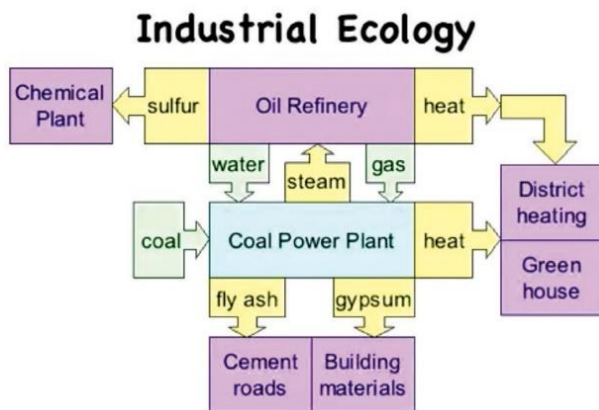 Industrial Ecology
Chemical
Plant
sulfur
Oil Refinery
heat
water
steam
gas
District
heating
coal
Coal Power Plant
heat
Green
house
fly ash
gypsum
Cement
roads
Building
materials